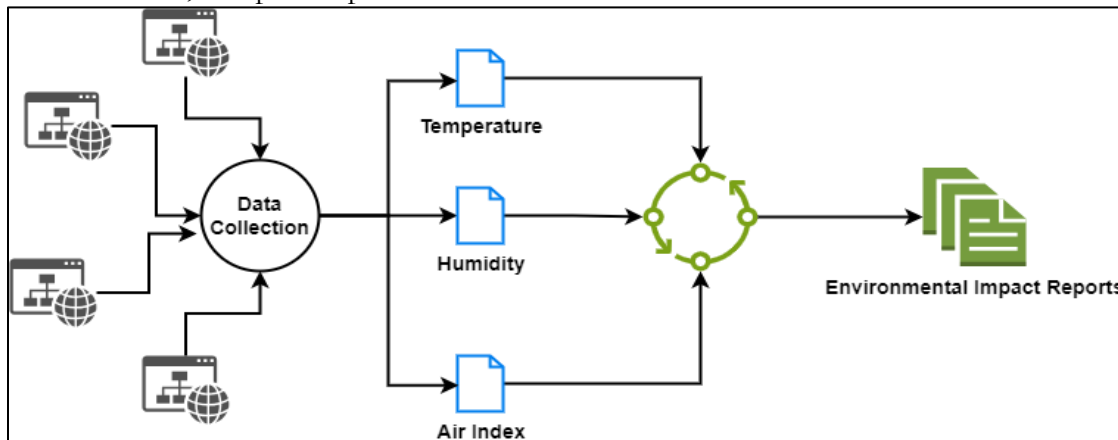 Data
Collection
Temperature
Humidity
Air Index
Environmental Impact Reports